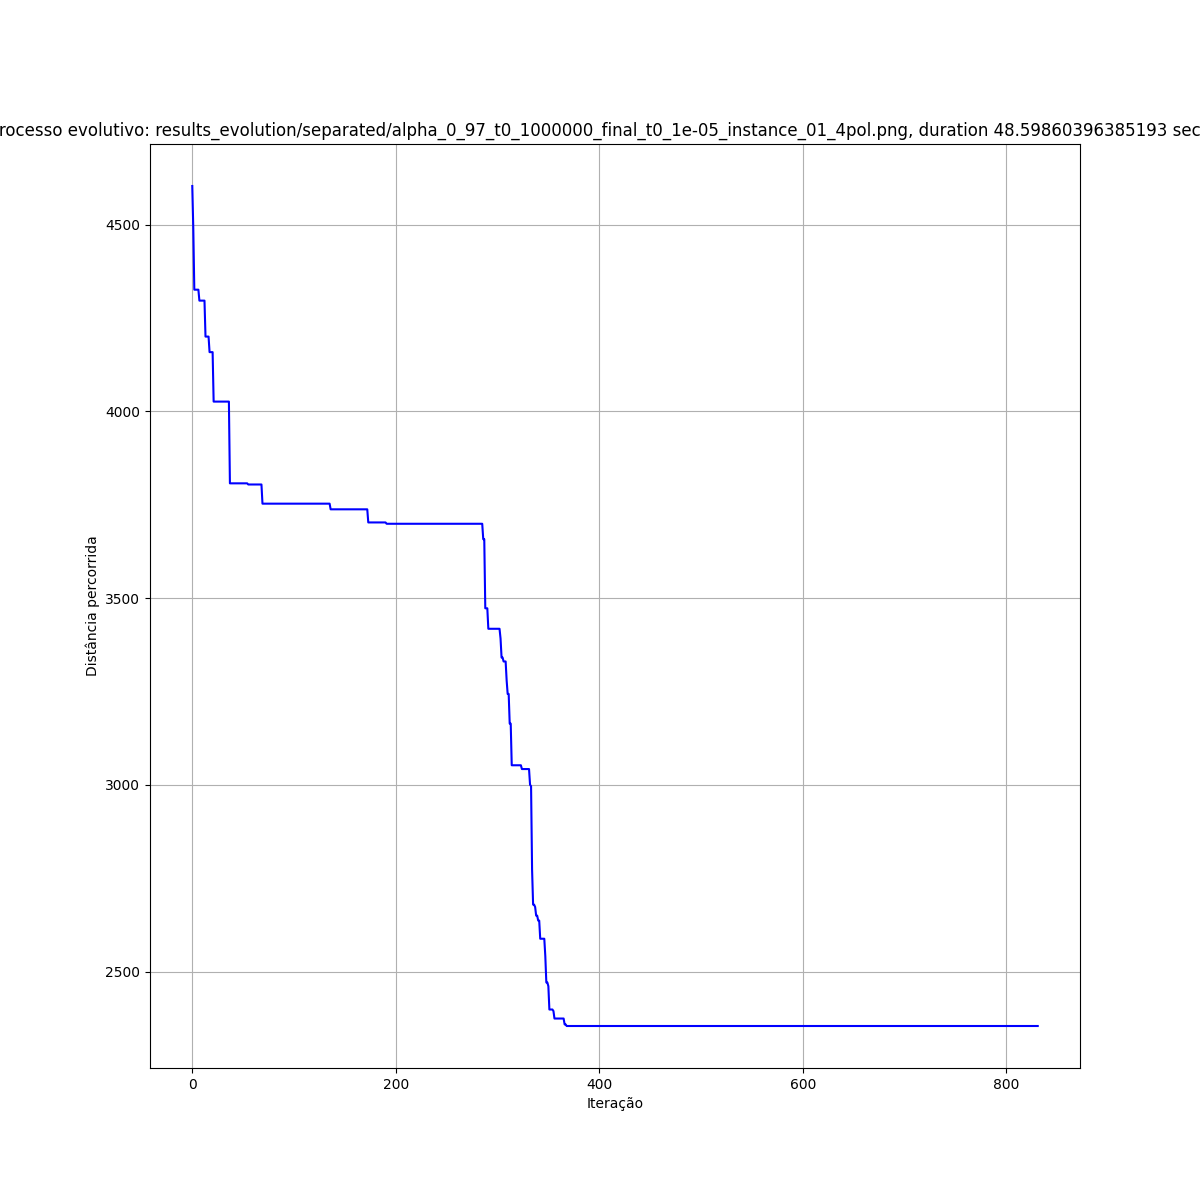 rocesso evolutivo: results_evolution/separated/alpha_0_97_t0_1000000_final_t0_1e-05_instance_01_4pol.png, duration 48.59860396385193 sec
4500
4000
3500
3000
2500
Distância percorrida
0 200 400 600 800
Iteração